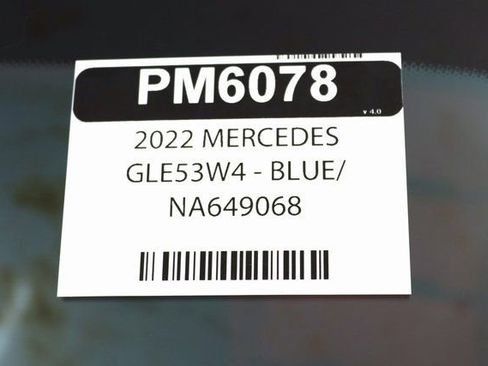 PM6078
v 4.0
2022 MERCEDES
GLE53W4 - BLUE/
NA649068